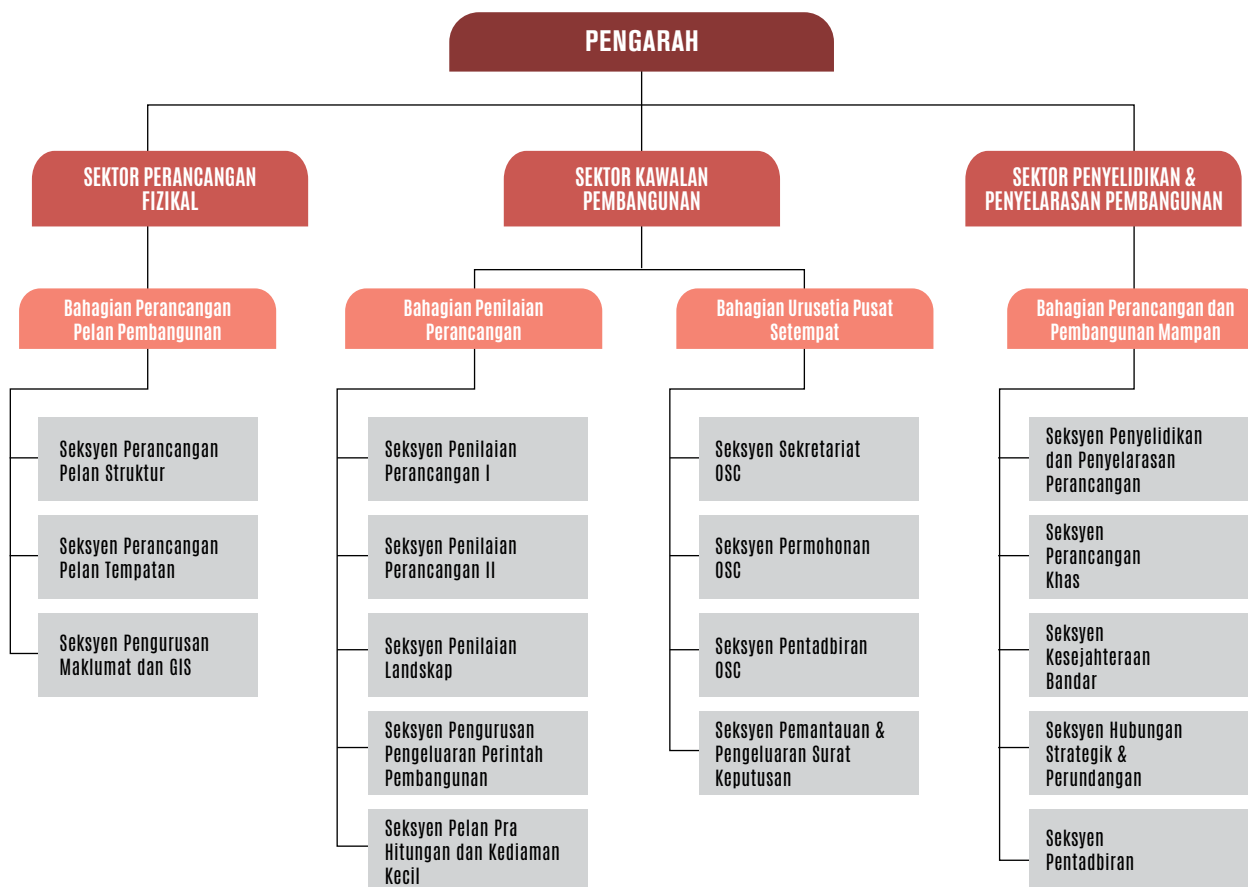 PENGARAH
SEKTOR PERANCANGAN
FIZIKAL
SEKTOR KAWALAN
PEMBANGUNAN
SEKTOR PENYELIDIKAN &
PENYELARASAN PEMBANGUNAN
Bahagian Perancangan
Pelan Pembangunan
Bahagian Penilaian
Perancangan
Bahagian Urusetia Pusat
Setempat
Bahagian Perancangan dan
Pembangunan Mampan
Seksyen Perancangan
Pelan Struktur
Seksyen Perancangan
Pelan Tempatan
Seksyen Pengurusan
Maklumat dan GIS
Seksyen Penilaian
Perancangan I
Seksyen Penilaian
Perancangan II
Seksyen Penilaian
Landskap
Seksyen Pengurusan
Pengeluaran Perintah
Pembangunan
Seksyen Pelan Pra
Hitungan dan Kediaman
Kecil
Seksyen Sekretariat
OSC
Seksyen Permohonan
OSC
Seksyen Pentadbiran
OSC
Seksyen Pemantauan &
Pengeluaran Surat
Keputusan
Seksyen Penyelidikan
dan Penyelarasan
Perancangan
Seksyen
Perancangan
Khas
Seksyen
Kesejahteraan
Bandar
Seksyen Hubungan
Strategik &
Perundangan
Seksyen
Pentadbiran